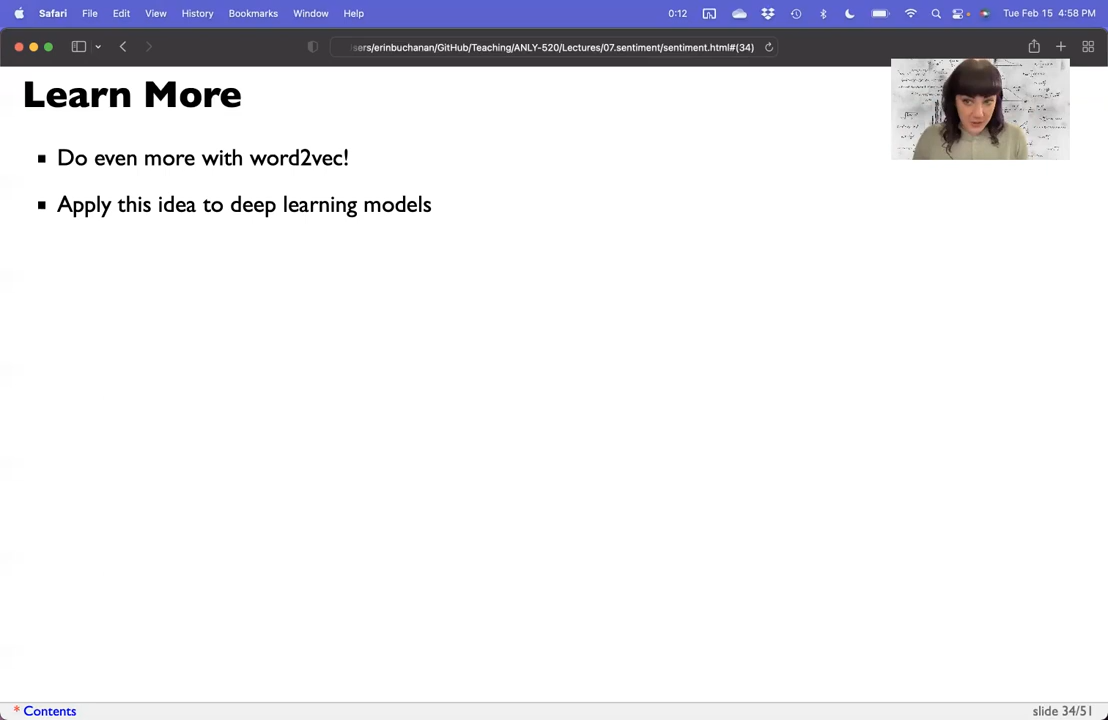 Safari File Edit View History Bookmarks Window Help 0:12 Tue Feb 15 4:58 PM
sers/erinbuchanan/GitHub/Teaching/ANLY-520/Lectures/07.sentiment/sentiment.html#(34)
Learn More
Do even more with word2vec!
Apply this idea to deep learning models
* Contents
slide 34/51